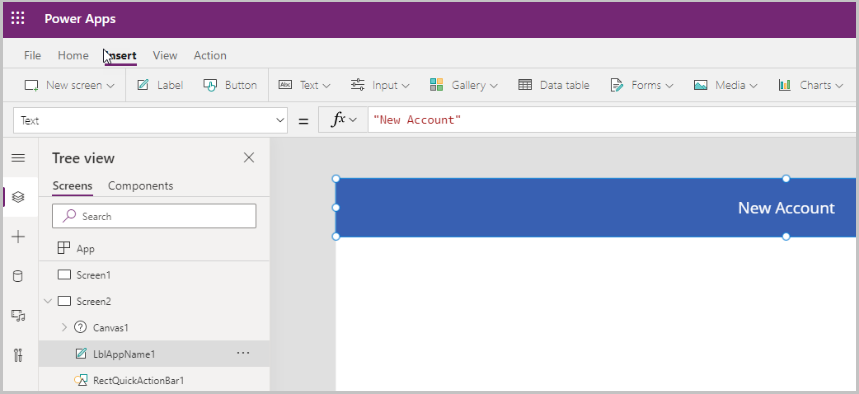 Power Apps
File Home Insert View Action
New screen Label Button Abc Text Input Gallery Data table Forms Media Charts
Text = fx "New Account"
Tree view
Screens Components
Search
App
Screen1
Screen2
Canvas1
LblAppName1 ...
RectQuickActionBar1
New Account